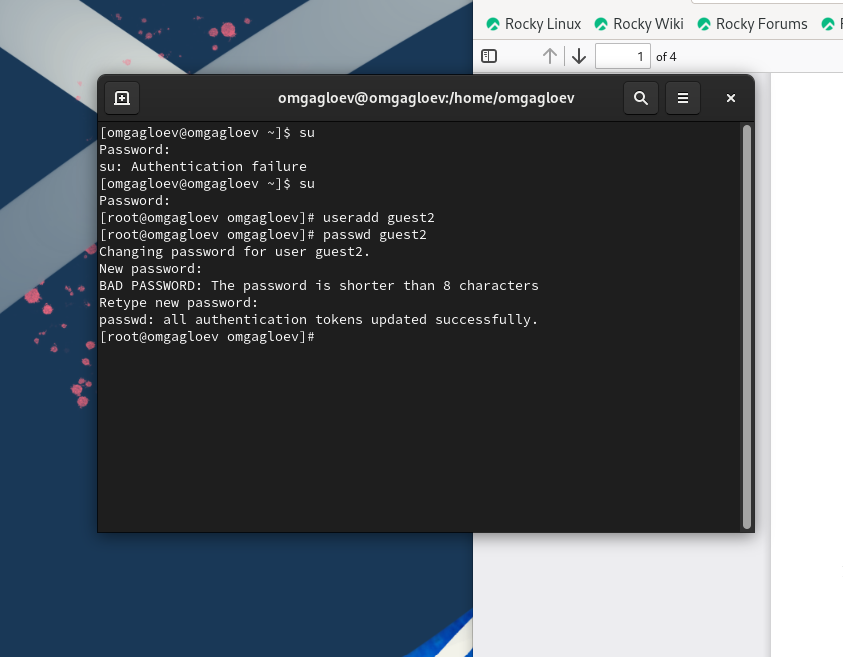 Rocky Linux Rocky Wiki Rocky Forums
1 of 4
omgagloev@omgagloev:/home/omgagloev
[omgagloev@omgagloev ~]$ su
Password:
su: Authentication failure
[omgagloev@omgagloev ~]$ su
Password:
[root@omgagloev omgagloev]# useradd guest2
[root@omgagloev omgagloev]# passwd guest2
Changing password for user guest2.
New password:
BAD PASSWORD: The password is shorter than 8 characters
Retype new password:
passwd: all authentication tokens updated successfully.
[root@omgagloev omgagloev]#